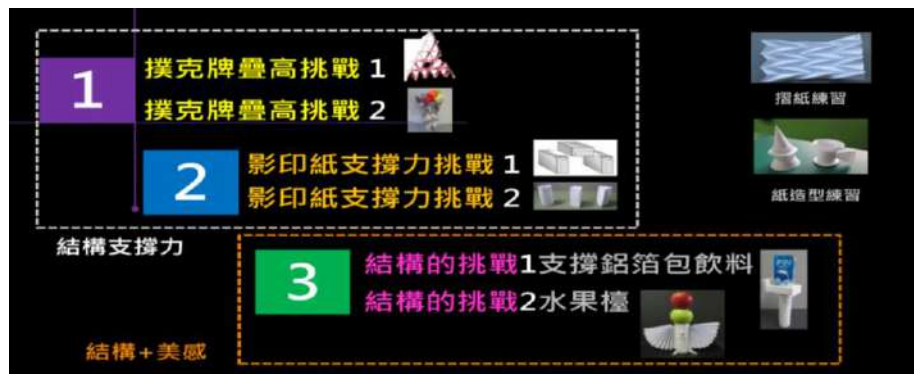 1
撲克牌疊高挑戰 1
撲克牌疊高挑戰 2
2
影印紙支撐力挑戰 1
影印紙支撐力挑戰 2
結構支撐力
摺紙練習
紙造型練習
3
結構的挑戰1支撐鋁箔包飲料
結構的挑戰2水果檯
結構+美感